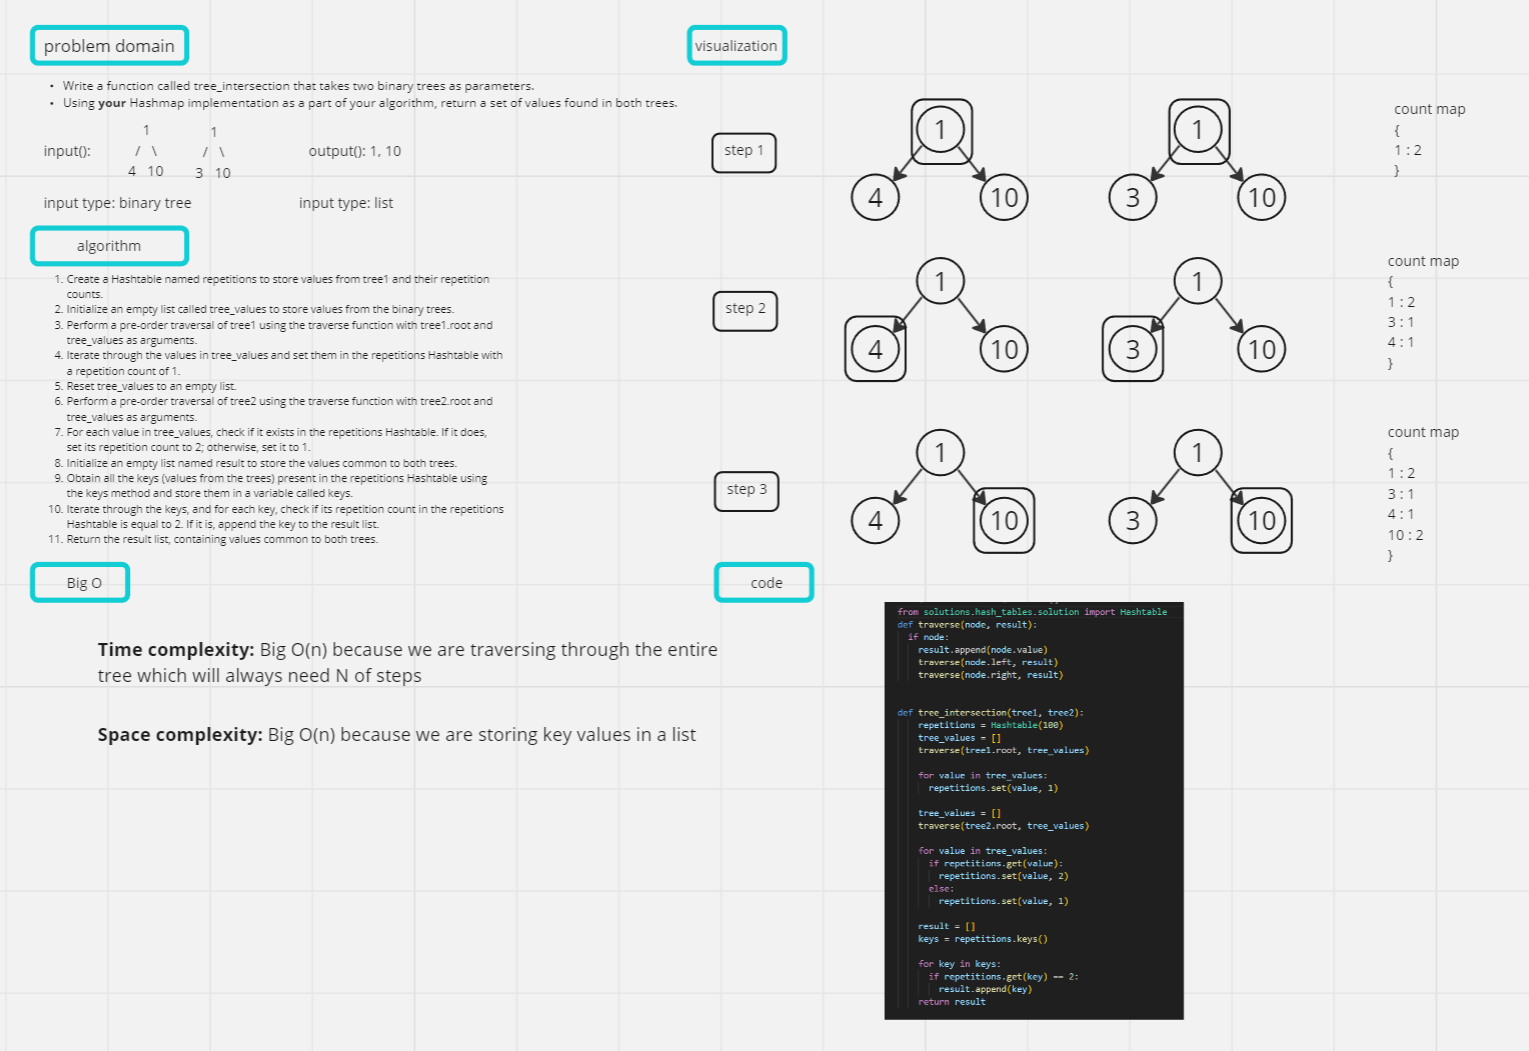 problem domain
• Write a function called tree_intersection that takes two binary trees as parameters.
• Using your Hashmap implementation as a part of your algorithm, return a set of values found in both trees.
input():
1
/ \
4 10
1
/ \
3 10
output(): 1, 10
input type: binary tree
input type: list
algorithm
1. Create a Hashtable named repetitions to store values from tree1 and their repetition
counts.
2. Initialize an empty list called tree_values to store values from the binary trees.
3. Perform a pre-order traversal of tree1 using the traverse function with tree1.root and
tree_values as arguments.
4. Iterate through the values in tree_values and set them in the repetitions Hashtable with
a repetition count of 1.
5. Reset tree_values to an empty list.
6. Perform a pre-order traversal of tree2 using the traverse function with tree2.root and
tree_values as arguments.
7. For each value in tree_values, check if it exists in the repetitions Hashtable. If it does,
set its repetition count to 2; otherwise, set it to 1.
8. Initialize an empty list named result to store the values common to both trees.
9. Obtain all the keys (values from the trees) present in the repetitions Hashtable using
the keys method and store them in a variable called keys.
10. Iterate through the keys, and for each key, check if its repetition count in the repetitions
Hashtable is equal to 2. If it is, append the key to the result list.
11. Return the result list, containing values common to both trees.
Big O
Time complexity: Big O(n) because we are traversing through the entire
tree which will always need N of steps
Space complexity: Big O(n) because we are storing key values in a list
visualization
step 1
1
4
10
1
3
10
count map
{
1 : 2
}
step 2
1
4
10
1
3
10
count map
{
1 : 2
3 : 1
4 : 1
}
step 3
1
4
10
1
3
10
count map
{
1 : 2
3 : 1
4 : 1
10 : 2
}
code
from solutions.hash_tables.solution import Hashtable
def traverse(node, result):
if node:
result.append(node.value)
traverse(node.left, result)
traverse(node.right, result)
def tree_intersection(tree1, tree2):
repetitions = Hashtable(100)
tree_values = []
traverse(tree1.root, tree_values)
for value in tree_values:
repetitions.set(value, 1)
tree_values = []
traverse(tree2.root, tree_values)
for value in tree_values:
if repetitions.get(value):
repetitions.set(value, 2)
else:
repetitions.set(value, 1)
result = []
keys = repetitions.keys()
for key in keys:
if repetitions.get(key) == 2:
result.append(key)
return result